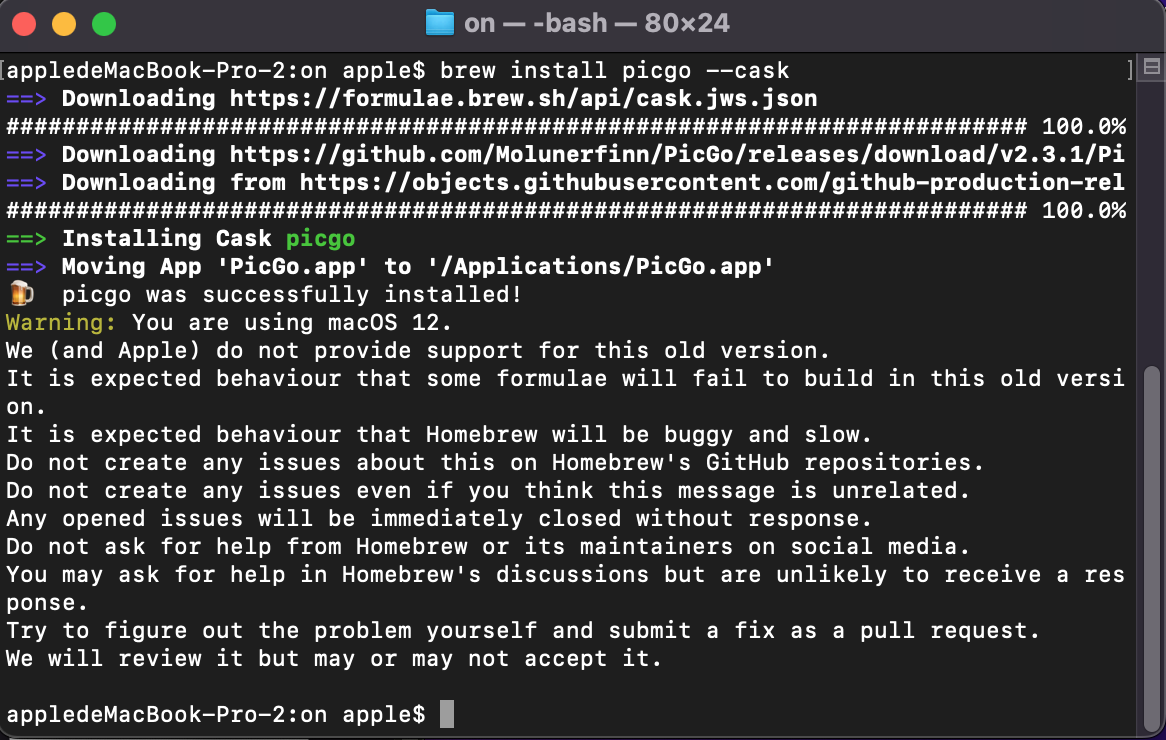 on — -bash — 80×24
[appledeMacBook-Pro-2:on apple$ brew install picgo --cask ]
==> Downloading https://formulae.brew.sh/api/cask.jws.json
######################################################################### 100.0%
==> Downloading https://github.com/Molunerfinn/PicGo/releases/download/v2.3.1/Pi
==> Downloading from https://objects.githubusercontent.com/github-production-rel
######################################################################### 100.0%
==> Installing Cask picgo
==> Moving App 'PicGo.app' to '/Applications/PicGo.app'
🍺  picgo was successfully installed!
Warning: You are using macOS 12.
We (and Apple) do not provide support for this old version.
It is expected behaviour that some formulae will fail to build in this old versi
on.
It is expected behaviour that Homebrew will be buggy and slow.
Do not create any issues about this on Homebrew's GitHub repositories.
Do not create any issues even if you think this message is unrelated.
Any opened issues will be immediately closed without response.
Do not ask for help from Homebrew or its maintainers on social media.
You may ask for help in Homebrew's discussions but are unlikely to receive a res
ponse.
Try to figure out the problem yourself and submit a fix as a pull request.
We will review it but may or may not accept it.
appledeMacBook-Pro-2:on apple$